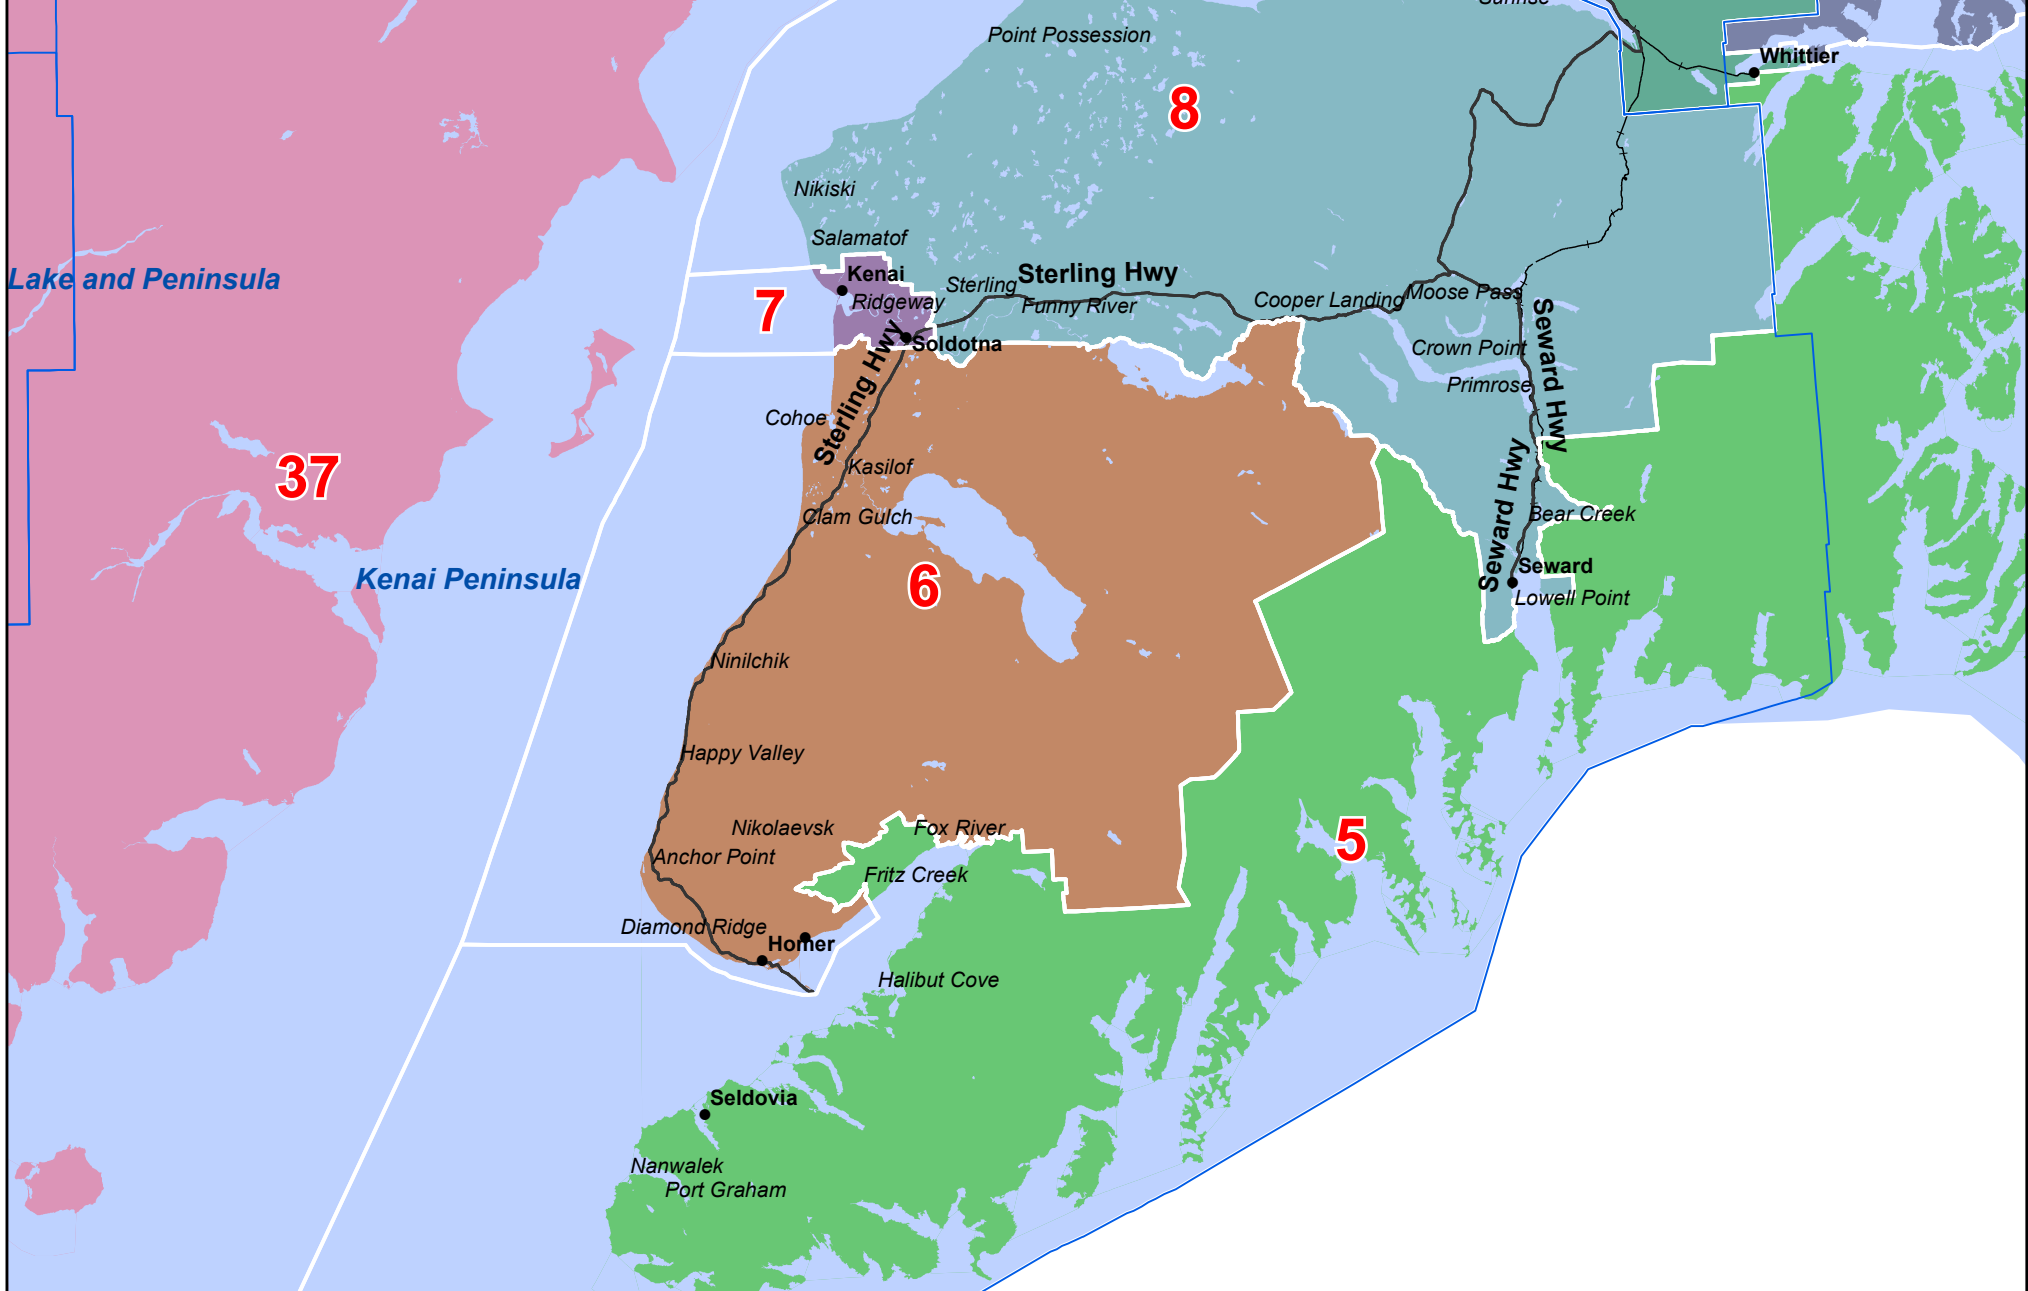 Sunrise
Point Possession
Whittier
8
Nikiski
Salamatof
Lake and Peninsula
Kenai
Sterling
Sterling Hwy
7
Ridgeway
Funny River
Cooper Landing
Moose Pass
Soldotna
Crown Point
Seward Hwy
Primrose
Sterling Hwy
Cohoe
Kasilof
37
Clam Gulch
Bear Creek
Seward Hwy
Kenai Peninsula
6
Seward
Lowell Point
Ninilchik
Happy Valley
Nikolaevsk
Fox River
5
Anchor Point
Fritz Creek
Diamond Ridge
Homer
Halibut Cove
Seldovia
Nanwalek
Port Graham